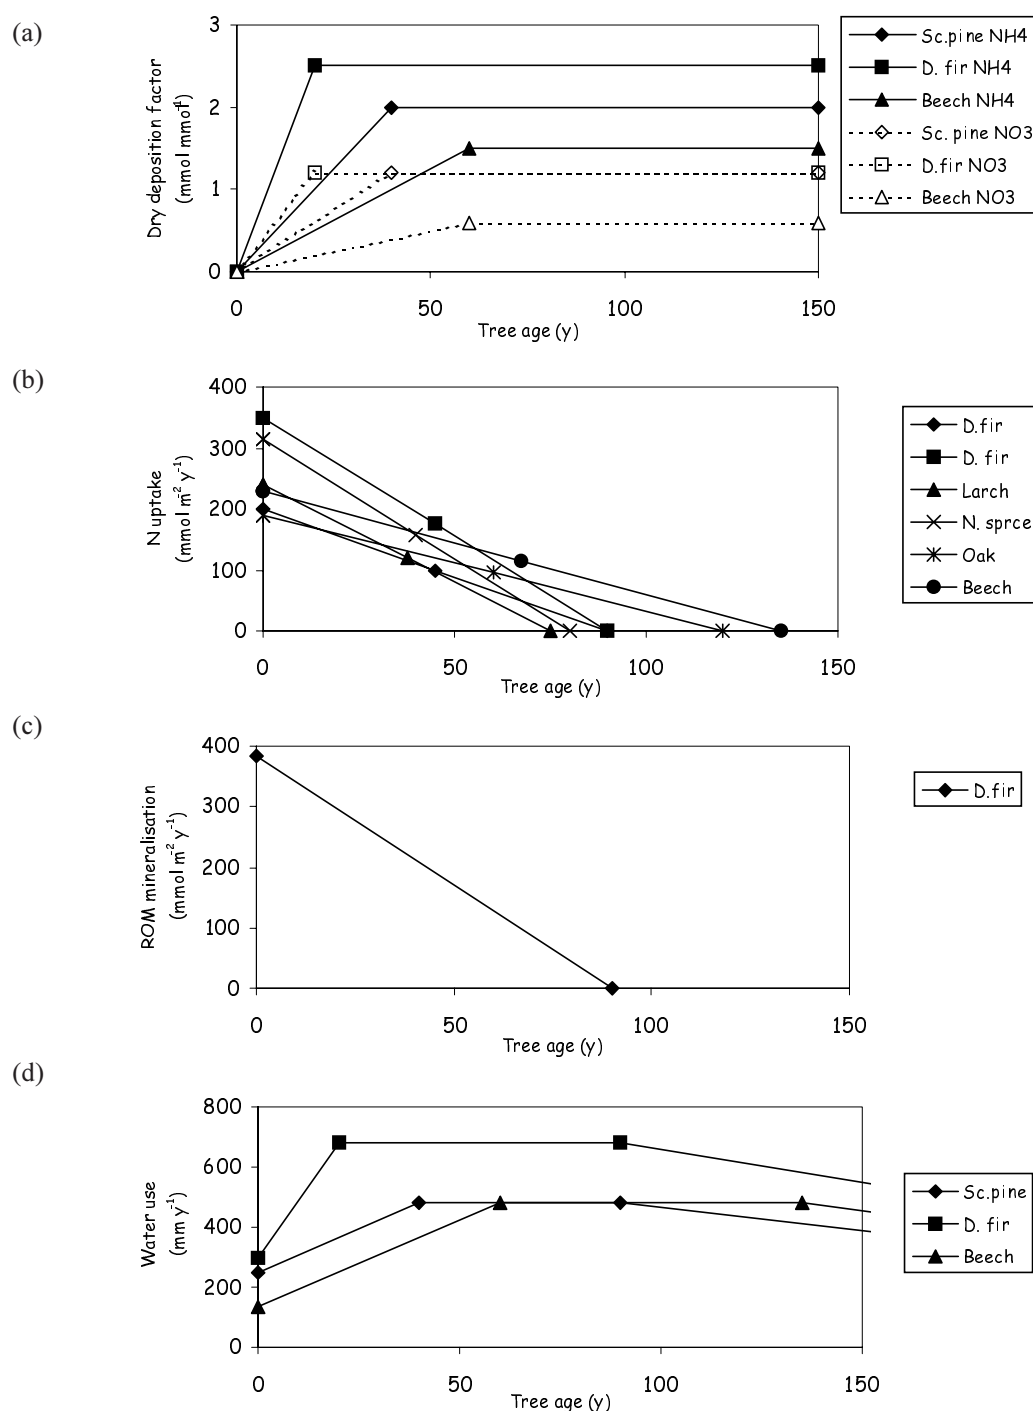 (a)
3
2
1
0
Dry deposition factor
(mmol mmol⁻¹)
0
50
100
150
Tree age (y)
Sc.pine NH4
D. fir NH4
Beech NH4
Sc. pine NO3
D.fir NO3
Beech NO3
(b)
400
300
200
100
0
N uptake
(mmol m⁻² y⁻¹)
0
50
100
150
Tree age (y)
D.fir
D. fir
Larch
N. sprce
Oak
Beech
(c)
400
300
200
100
0
ROM mineralisation
(mmol m⁻² y⁻¹)
0
50
100
150
Tree age (y)
D.fir
(d)
800
600
400
200
0
Water use
(mm y⁻¹)
0
50
100
150
Tree age (y)
Sc.pine
D. fir
Beech